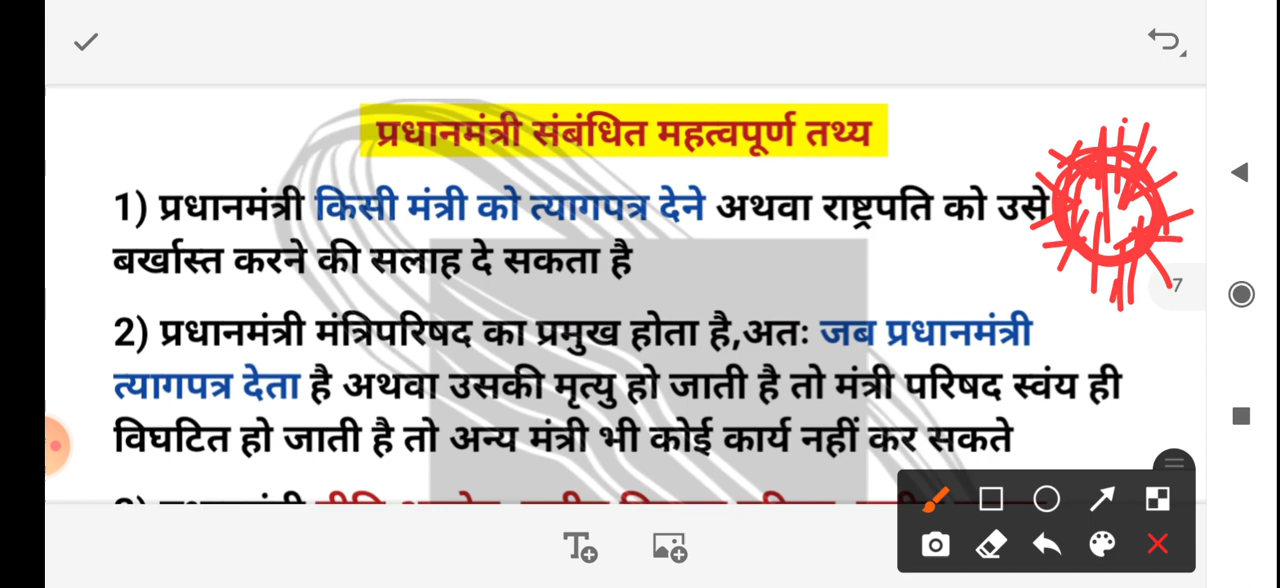 प्रधानमंत्री संबंधित महत्वपूर्ण तथ्य
1) प्रधानमंत्री किसी मंत्री को त्यागपत्र देने अथवा राष्ट्रपति को उसे
बर्खास्त करने की सलाह दे सकता है
7
2) प्रधानमंत्री मंत्रिपरिषद का प्रमुख होता है,अतः जब प्रधानमंत्री
त्यागपत्र देता है अथवा उसकी मृत्यु हो जाती है तो मंत्री परिषद स्वंय ही
विघटित हो जाती है तो अन्य मंत्री भी कोई कार्य नहीं कर सकते